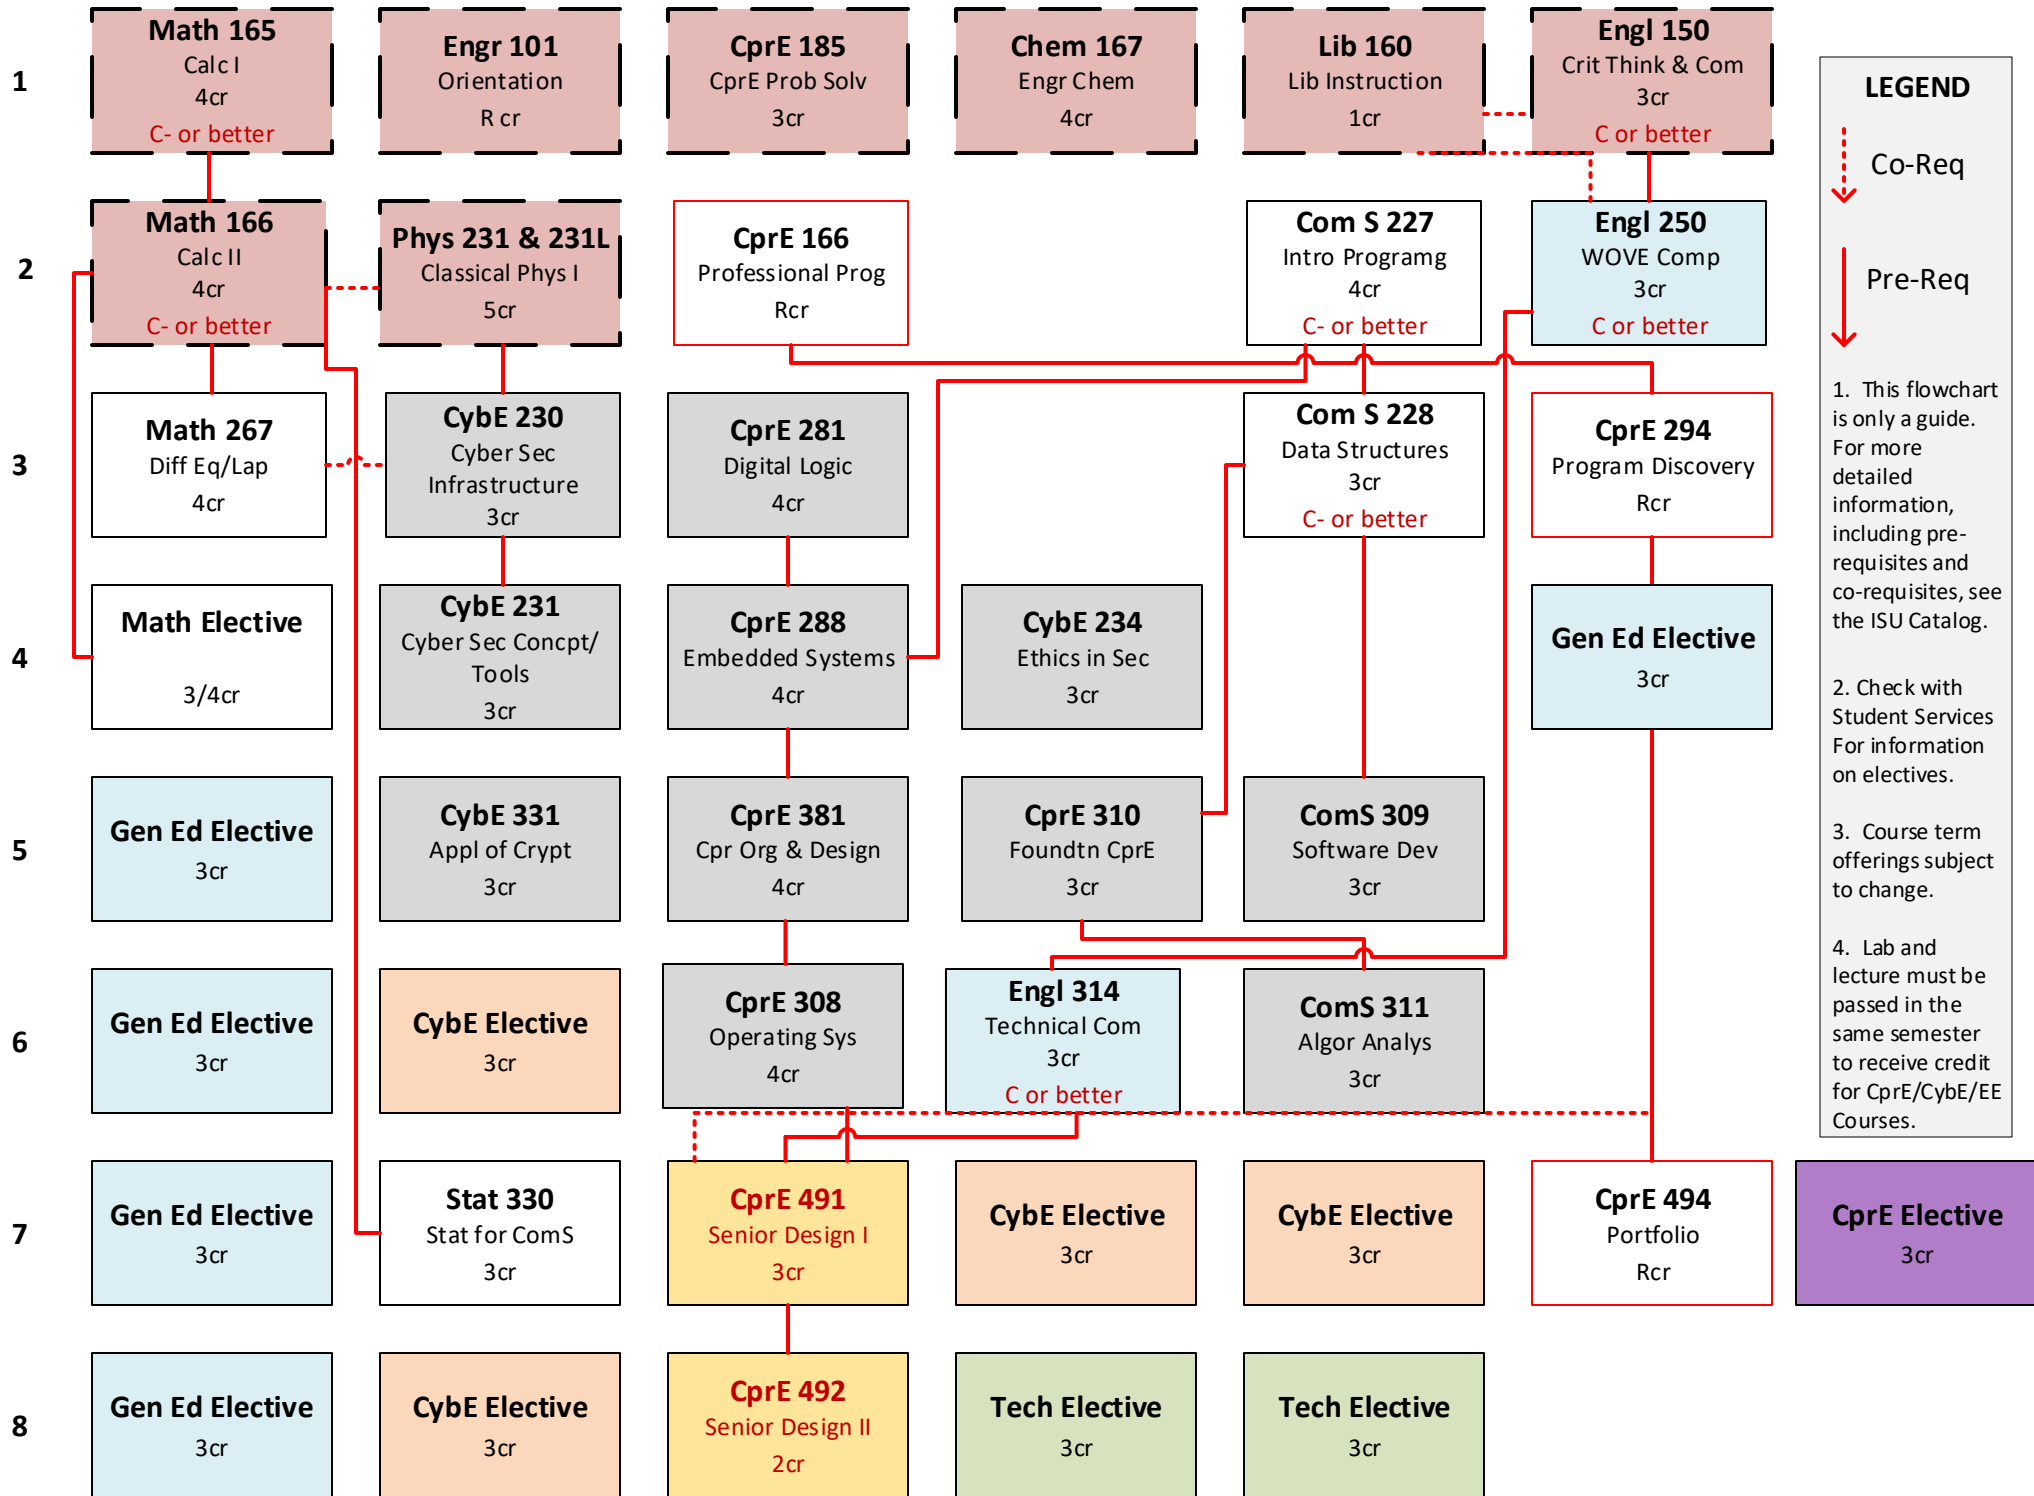 1
Math 165
Calc I
4cr
C- or better
Engr 101
Orientation
R cr
CprE 185
CprE Prob Solv
3cr
Chem 167
Engr Chem
4cr
Lib 160
Lib Instruction
1cr
Engl 150
Crit Think & Com
3cr
C or better
2
Math 166
Calc II
4cr
C- or better
Phys 231 & 231L
Classical Phys I
5cr
CprE 166
Professional Prog
Rcr
Com S 227
Intro Programg
4cr
C- or better
Engl 250
WOVE Comp
3cr
C or better
3
Math 267
Diff Eq/Lap
4cr
CybE 230
Cyber Sec
Infrastructure
3cr
CprE 281
Digital Logic
4cr
Com S 228
Data Structures
3cr
C- or better
CprE 294
Program Discovery
Rcr
4
Math Elective
3/4cr
CybE 231
Cyber Sec Concpt/
Tools
3cr
CprE 288
Embedded Systems
4cr
CybE 234
Ethics in Sec
3cr
Gen Ed Elective
3cr
5
Gen Ed Elective
3cr
CybE 331
Appl of Crypt
3cr
CprE 381
Cpr Org & Design
4cr
CprE 310
Foundtn CprE
3cr
ComS 309
Software Dev
3cr
6
Gen Ed Elective
3cr
CybE Elective
3cr
CprE 308
Operating Sys
4cr
Engl 314
Technical Com
3cr
C or better
ComS 311
Algor Analys
3cr
7
Gen Ed Elective
3cr
Stat 330
Stat for ComS
3cr
CprE 491
Senior Design I
3cr
CybE Elective
3cr
CybE Elective
3cr
CprE 494
Portfolio
Rcr
CprE Elective
3cr
8
Gen Ed Elective
3cr
CybE Elective
3cr
CprE 492
Senior Design II
2cr
Tech Elective
3cr
Tech Elective
3cr
LEGEND
Co-Req
Pre-Req
1. This flowchart
is only a guide.
For more
detailed
information,
including pre-
requisites and
co-requisites, see
the ISU Catalog.
2. Check with
Student Services
For information
on electives.
3. Course term
offerings subject
to change.
4. Lab and
lecture must be
passed in the
same semester
to receive credit
for CprE/CybE/EE
Courses.